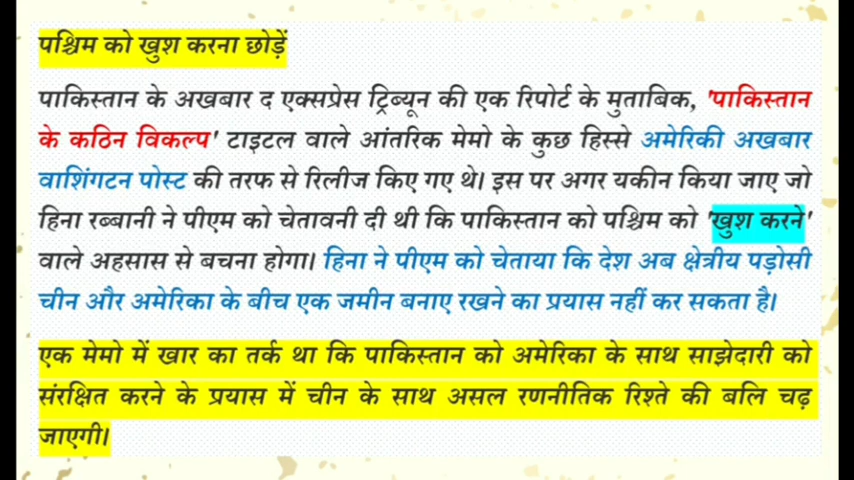 पश्चिम को खुश करना छोड़ें
पाकिस्तान के अखबार द एक्सप्रेस ट्रिब्यून की एक रिपोर्ट के मुताबिक, 'पाकिस्तान
के कठिन विकल्प' टाइटल वाले आंतरिक मेमो के कुछ हिस्से अमेरिकी अखबार
वाशिंगटन पोस्ट की तरफ से रिलीज किए गए थे। इस पर अगर यकीन किया जाए जो
हिना रब्बानी ने पीएम को चेतावनी दी थी कि पाकिस्तान को पश्चिम को 'खुश करने'
वाले अहसास से बचना होगा। हिना ने पीएम को चेताया कि देश अब क्षेत्रीय पड़ोसी
चीन और अमेरिका के बीच एक जमीन बनाए रखने का प्रयास नहीं कर सकता है।
एक मेमो में खार का तर्क था कि पाकिस्तान को अमेरिका के साथ साझेदारी को
संरक्षित करने के प्रयास में चीन के साथ असल रणनीतिक रिश्ते की बलि चढ़
जाएगी।